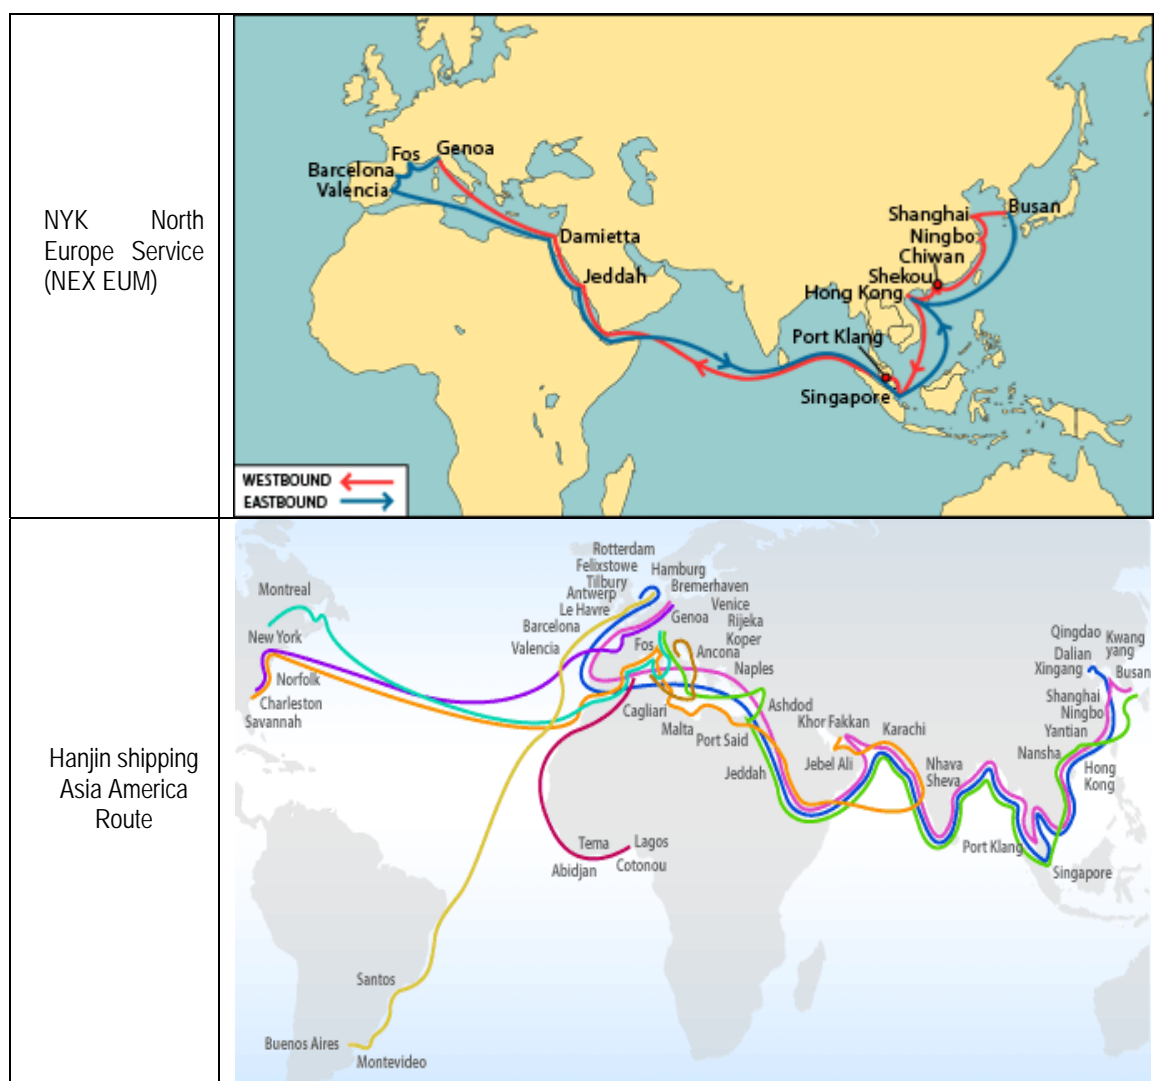 NYK North
Europe Service
(NEX EUM)
Fos
Genoa
Barcelona
Valencia
Damietta
Jeddah
Shanghai
Busan
Ningbo
Chiwan
Shekou
Hong Kong
Port Klang
Singapore
WESTBOUND
EASTBOUND
Hanjin shipping
Asia America
Route
Rotterdam
Felixstowe
Hamburg
Tilbury
Bremerhaven
Antwerp
Le Havre
Venice
Genoa
Rijeka
Barcelona
Koper
Valencia
Fos
Ancona
Naples
Montreal
New York
Norfolk
Charleston
Savannah
Cagliari
Malta
Port Said
Ashdod
Jeddah
Khor Fakkan
Karachi
Jebel Ali
Nhava
Sheva
Qingdao
Kwang
yang
Dalian
Xingang
Busan
Shanghai
Ningbo
Yantian
Nansha
Hong
Kong
Port Klang
Singapore
Tema
Lagos
Abidjan
Cotonou
Santos
Buenos Aires
Montevideo